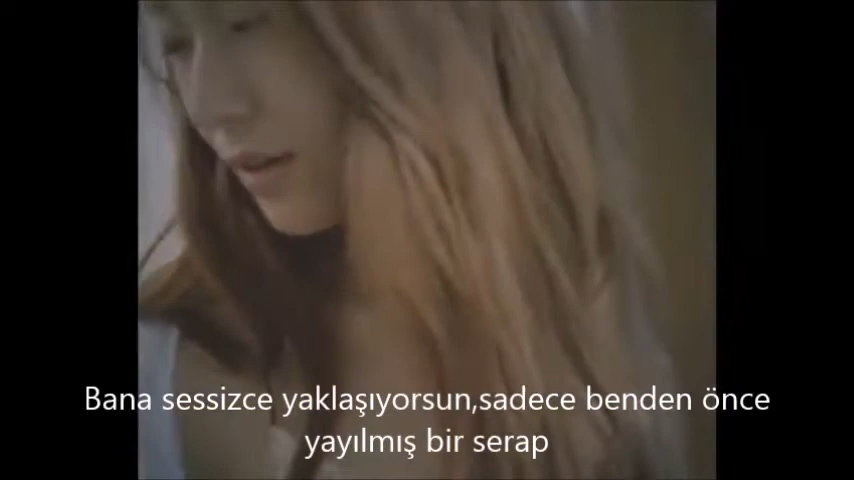 Bana sessizce yaklaşıyorsun,sadece benden önce
yayılmış bir serap